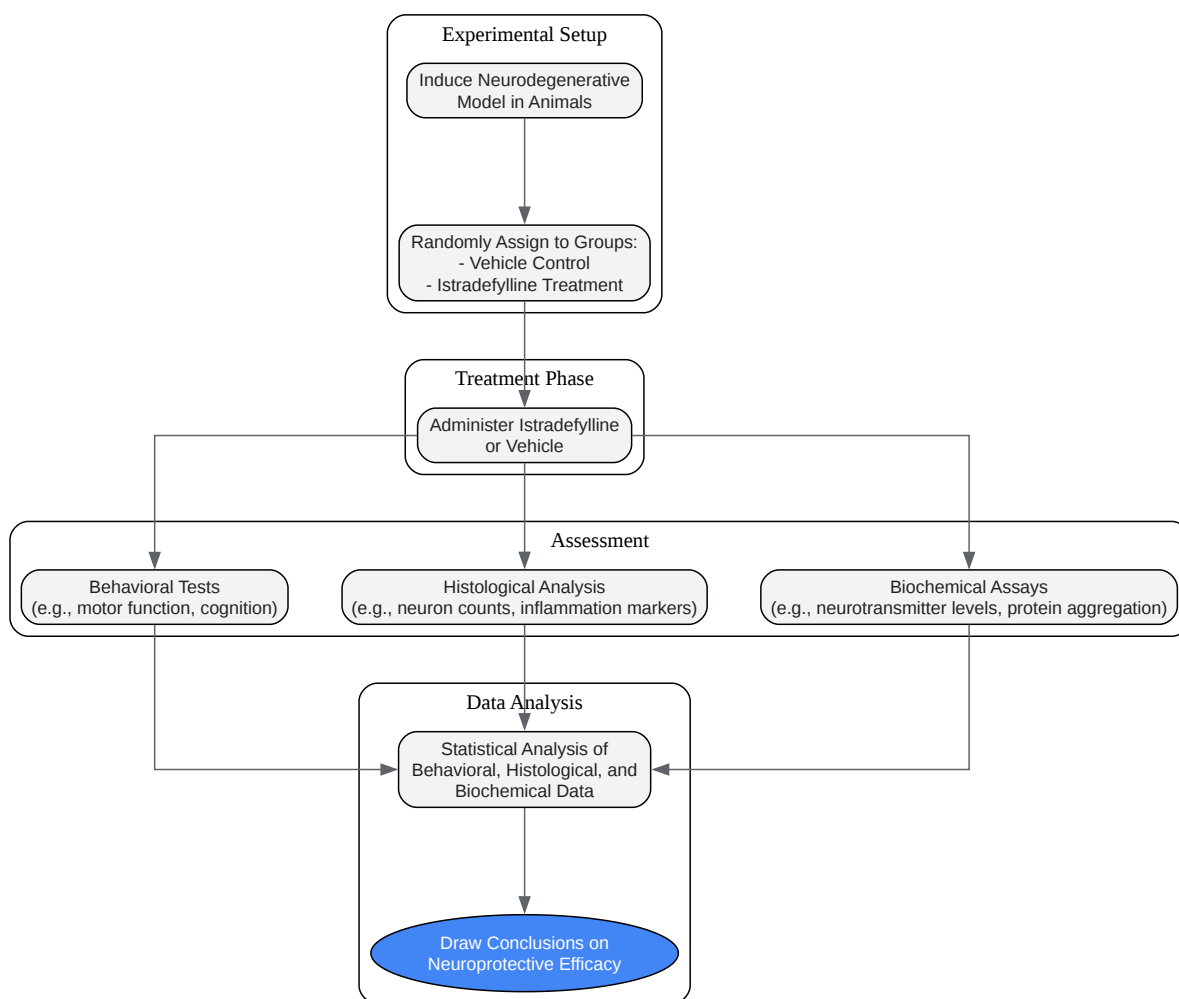 Experimental Setup
Induce Neurodegenerative
Model in Animals
Randomly Assign to Groups:
- Vehicle Control
- Istradefylline Treatment
Treatment Phase
Administer Istradefylline
or Vehicle
Assessment
Behavioral Tests
(e.g., motor function, cognition)
Histological Analysis
(e.g., neuron counts, inflammation markers)
Biochemical Assays
(e.g., neurotransmitter levels, protein aggregation)
Data Analysis
Statistical Analysis of
Behavioral, Histological, and
Biochemical Data
Draw Conclusions on
Neuroprotective Efficacy